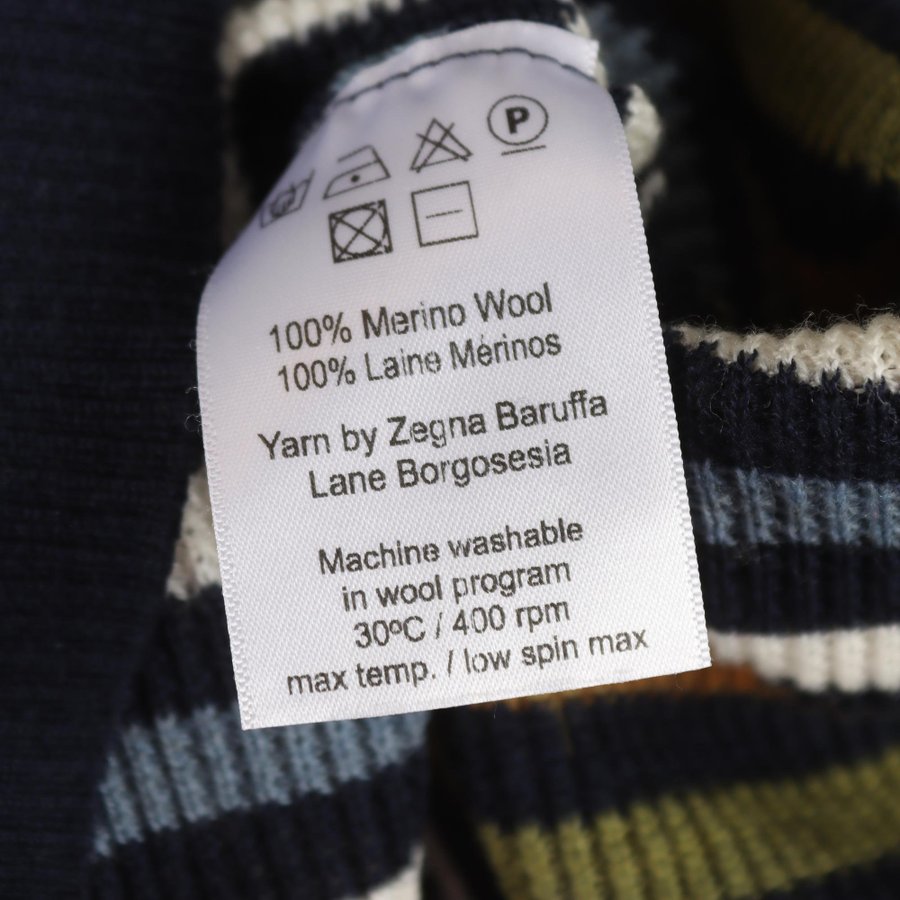 P
100% Merino Wool
100% Laine Mérinos
Yarn by Zegna Baruffa
Lane Borgosesia
Machine washable
in wool program
30ºC / 400 rpm
max temp. / low spin max